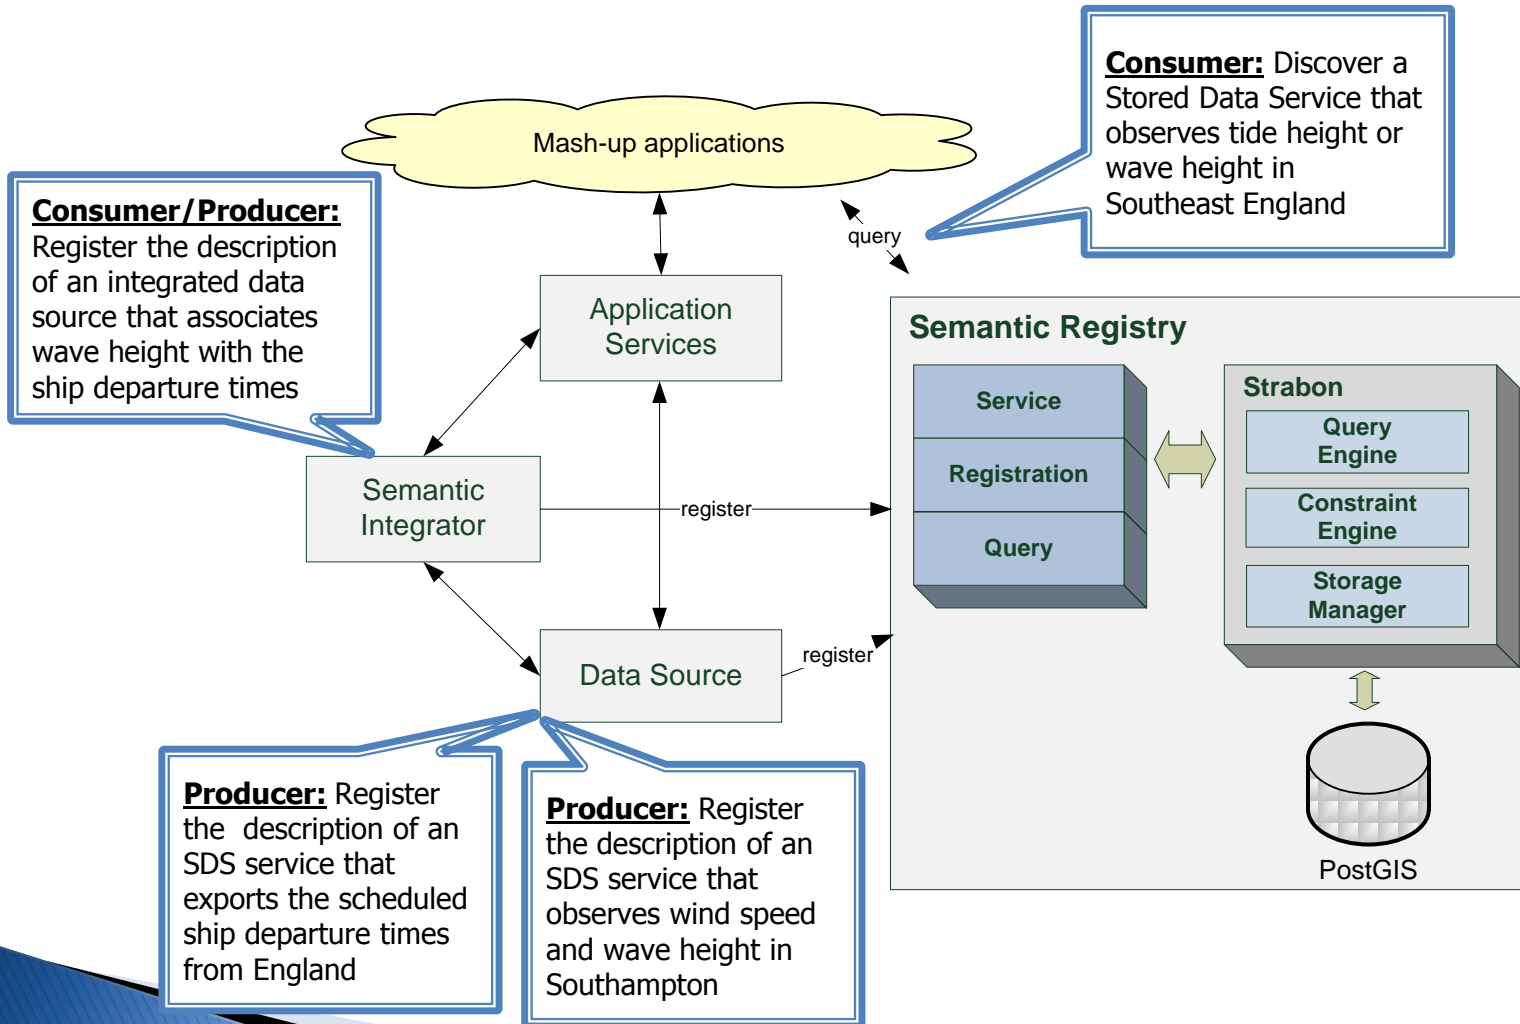 Consumer: Discover a
Stored Data Service that
observes tide height or
wave height in
Southeast England
Mash-up applications
Consumer/Producer:
Register the description
of an integrated data
source that associates
wave height with the
ship departure times
query
Application
Services
Semantic Registry
Service
Registration
Query
Strabon
Query
Engine
Constraint
Engine
Storage
Manager
Semantic
Integrator
register
Data Source
register
PostGIS
Producer: Register
the description of an
SDS service that
exports the scheduled
ship departure times
from England
Producer: Register
the description of an
SDS service that
observes wind speed
and wave height in
Southampton